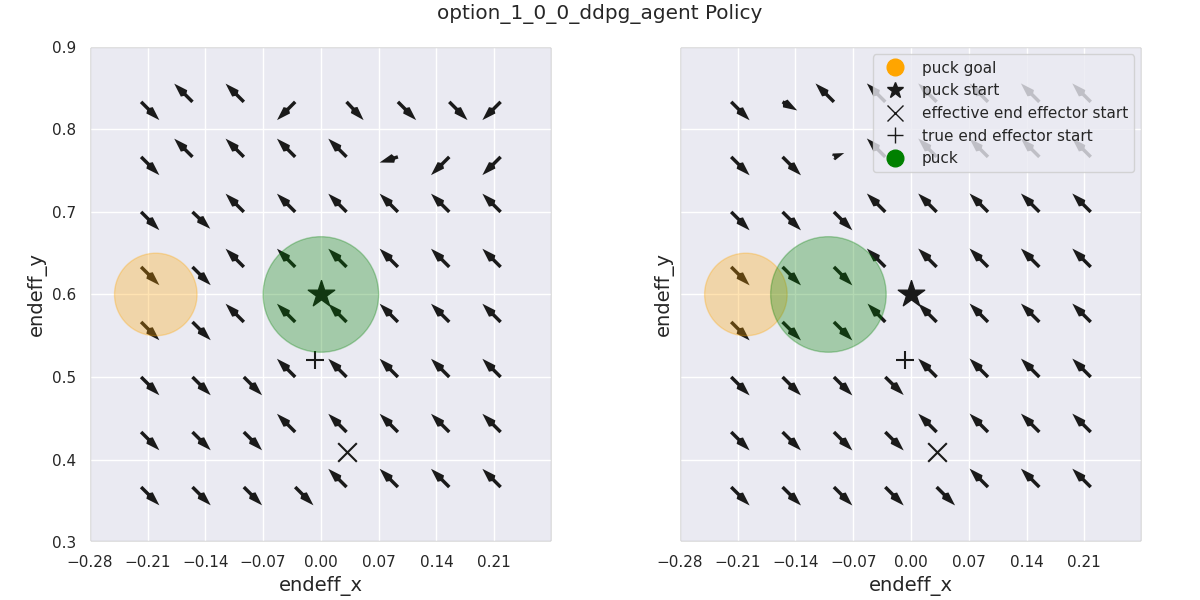 option_1_0_0_ddpg_agent Policy
0.9
0.8
0.7
0.6
0.5
0.4
0.3
endeff_y
−0.28 −0.21 −0.14 −0.07 0.00 0.07 0.14 0.21
endeff_x
endeff_y
puck goal
puck start
effective end effector start
true end effector start
puck
−0.28 −0.21 −0.14 −0.07 0.00 0.07 0.14 0.21
endeff_x